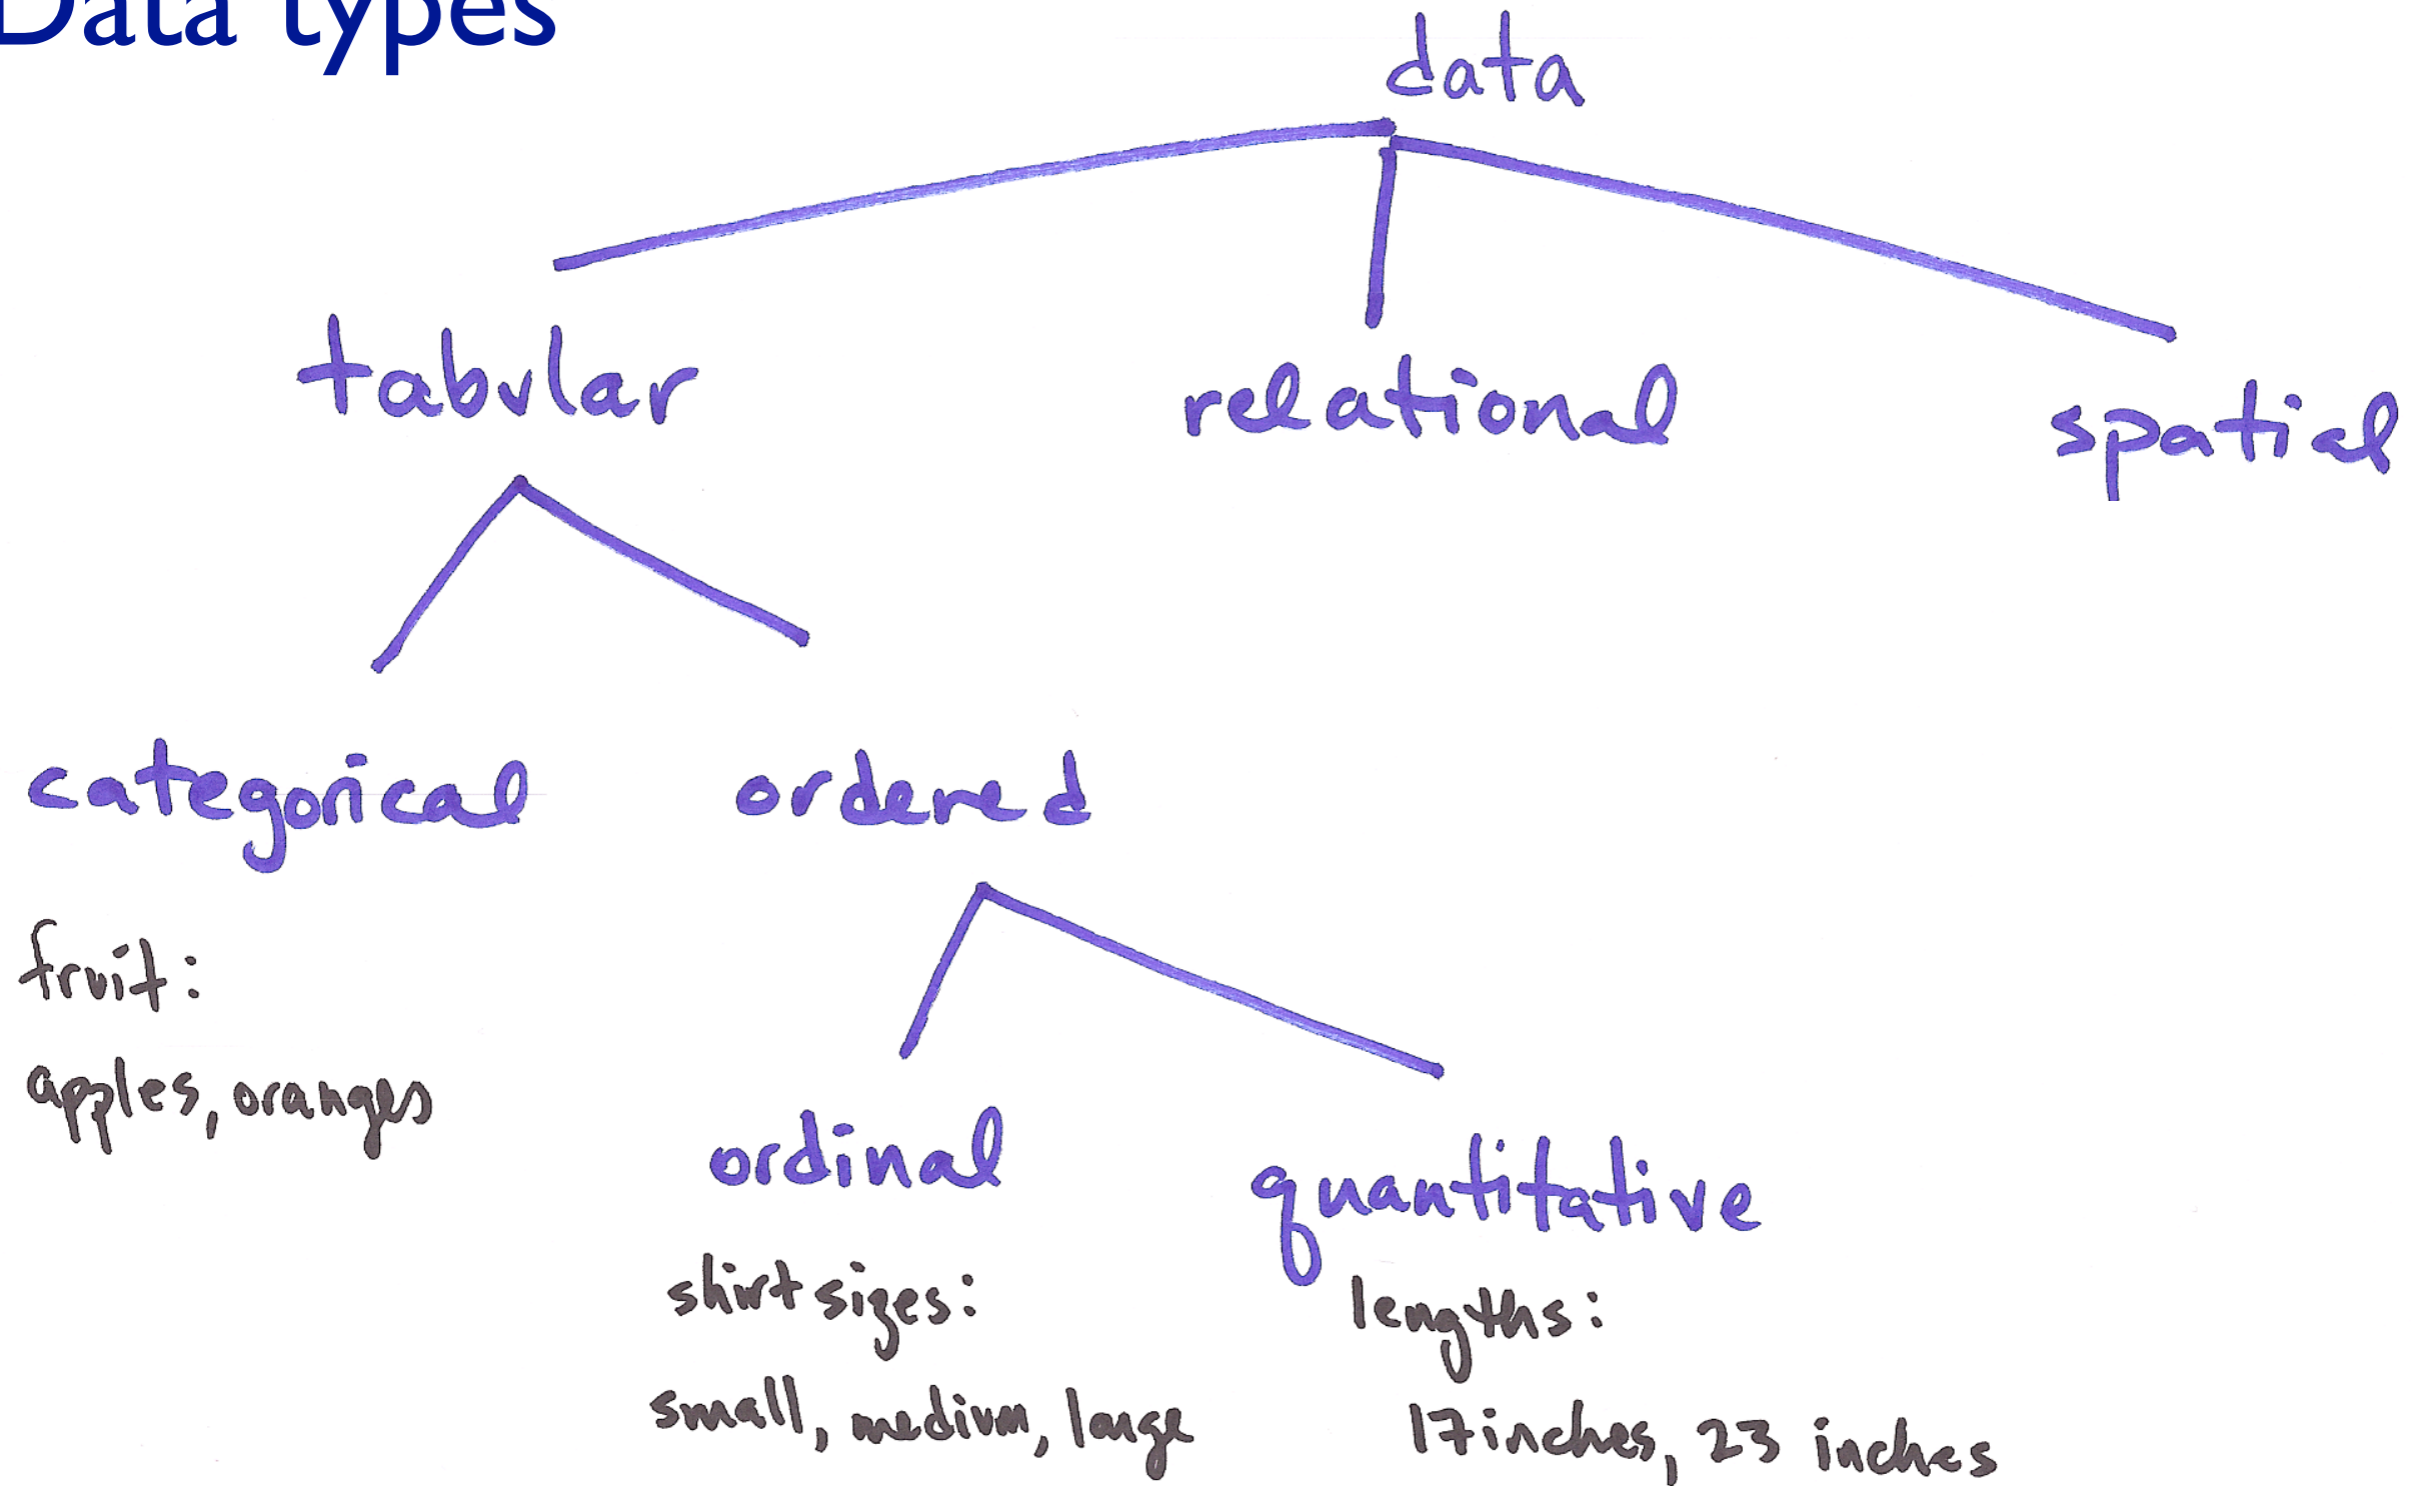 Data types
data
tabular relational spatial
categorical ordered
fruit:
apples, oranges
ordinal quantitative
shirt sizes: lengths:
small, medium, large 17 inches, 23 inches